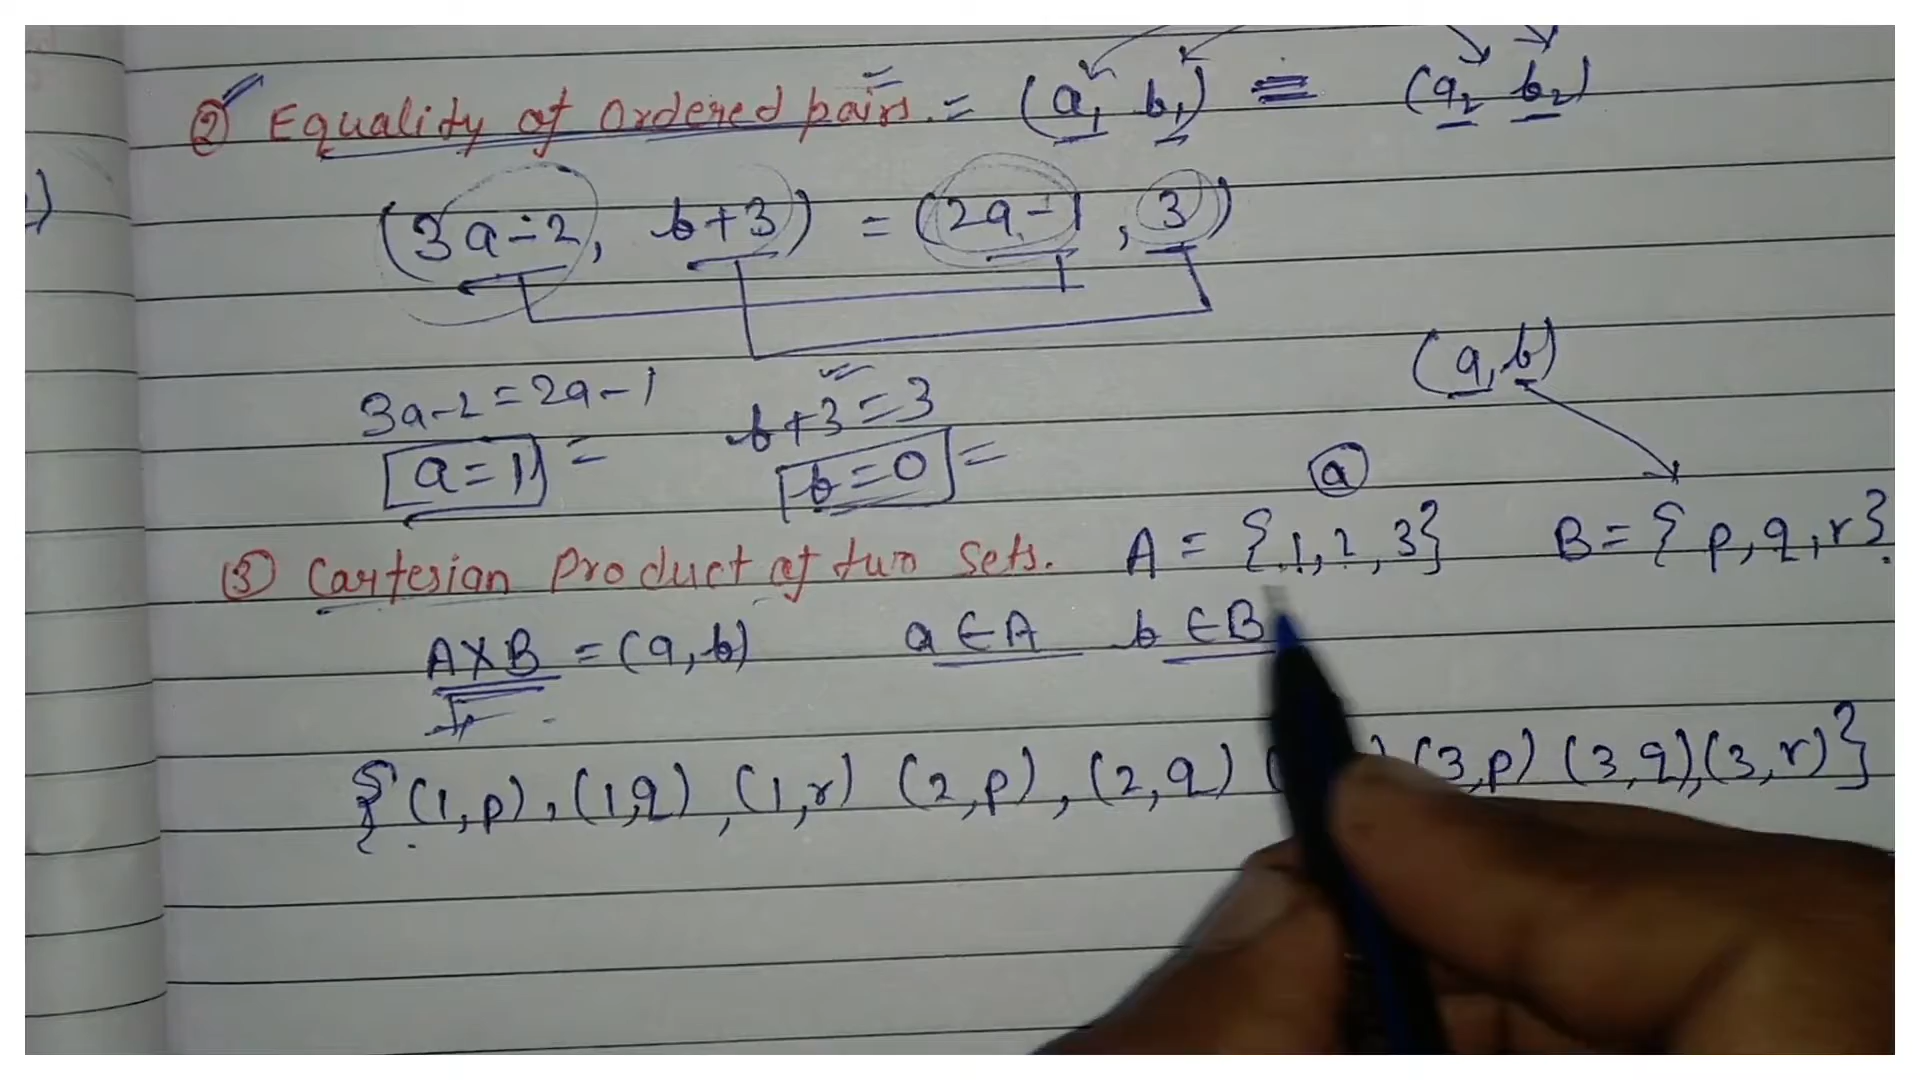 ② Equality of ordered pairs. = (a₁ b₁) = (a₂ b₂)
(3a-2, b+3) = (2a-1, 3)
(a,b)
3a-2=2a-1 b+3=3
a=1 = b=0 =
a
③ Cartesian Product of two sets. A = {1,2,3} B={p,q,r}.
A×B = (a,b) a∈A b∈B
{(1,p), (1,q), (1,r) (2,p), (2,q) ( ) (3,p) (3,q),(3,r)}